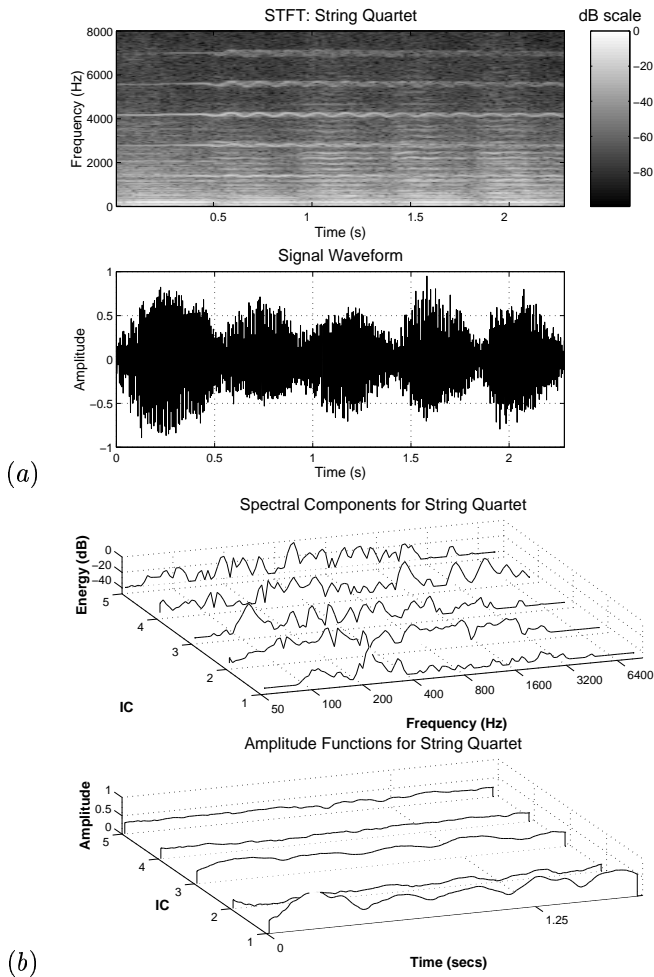 STFT: String Quartet
dB scale
8000
6000
4000
2000
0
Frequency (Hz)
0.5
1
1.5
2
Time (s)
0
−20
−40
−60
−80
Signal Waveform
1
0.5
0
−0.5
−1
Amplitude
0
0.5
1
1.5
2
Time (s)
(a)
Spectral Components for String Quartet
0
−20
−40
Energy (dB)
5
4
3
2
1
IC
50
100
200
400
800
1600
3200
6400
Frequency (Hz)
Amplitude Functions for String Quartet
1
0.5
0
Amplitude
5
4
3
2
1
IC
0
1.25
Time (secs)
(b)